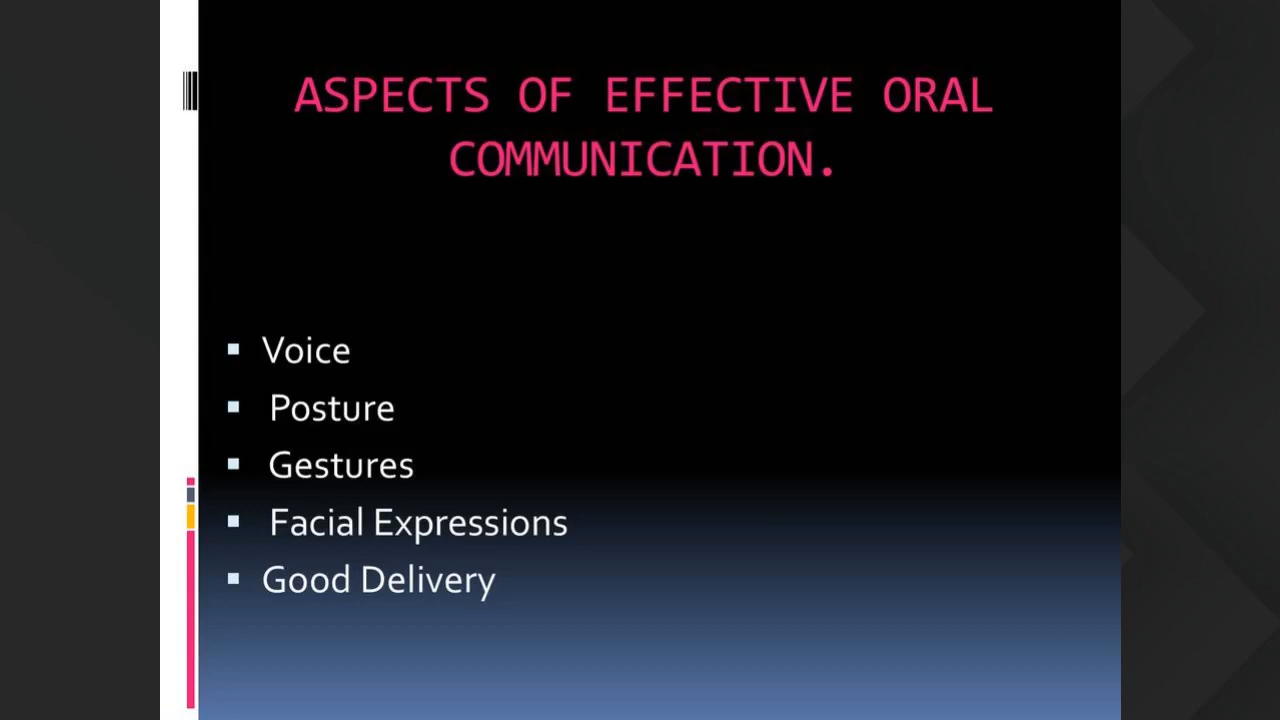 ASPECTS OF EFFECTIVE ORAL
COMMUNICATION.
▪ Voice
▪ Posture
▪ Gestures
▪ Facial Expressions
▪ Good Delivery